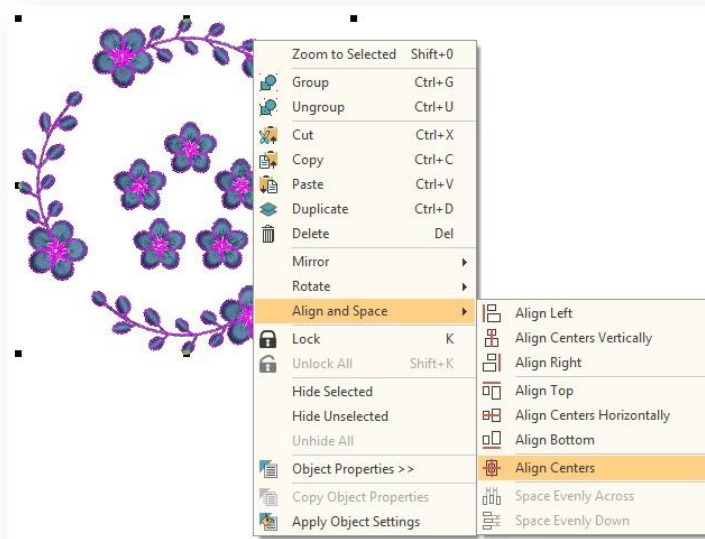 Zoom to Selected Shift+0
Group Ctrl+G
Ungroup Ctrl+U
Cut Ctrl+X
Copy Ctrl+C
Paste Ctrl+V
Duplicate Ctrl+D
Delete Del
Mirror
Rotate
Align and Space
Lock K
Unlock All Shift+K
Hide Selected
Hide Unselected
Unhide All
Object Properties >>
Copy Object Properties
Apply Object Settings
Align Left
Align Centers Vertically
Align Right
Align Top
Align Centers Horizontally
Align Bottom
Align Centers
Space Evenly Across
Space Evenly Down